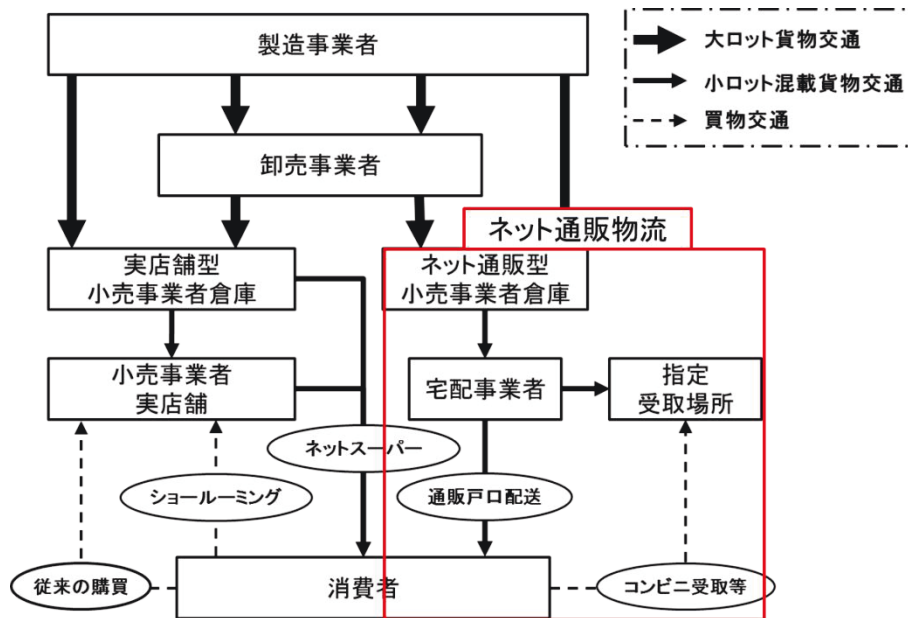 製造事業者
大ロット貨物交通
小ロット混載貨物交通
買物交通
卸売事業者
ネット通販物流
実店舗型
小売事業者倉庫
ネット通販型
小売事業者倉庫
小売事業者
実店舗
宅配事業者
指定
受取場所
ネットスーパー
ショールーミング
通販戸口配送
従来の購買
消費者
コンビニ受取等